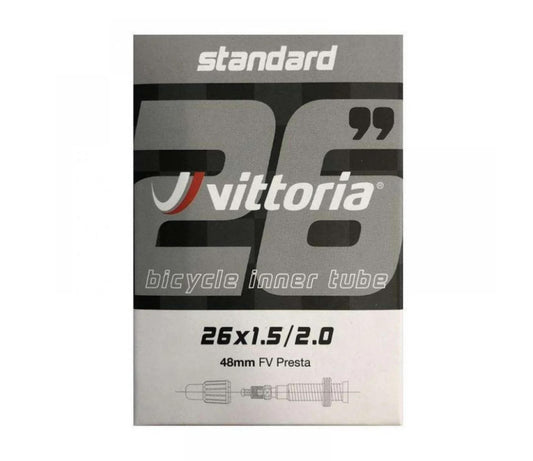 standard
26”
vittoria®
bicycle inner tube
26x1.5/2.0
48mm FV Presta